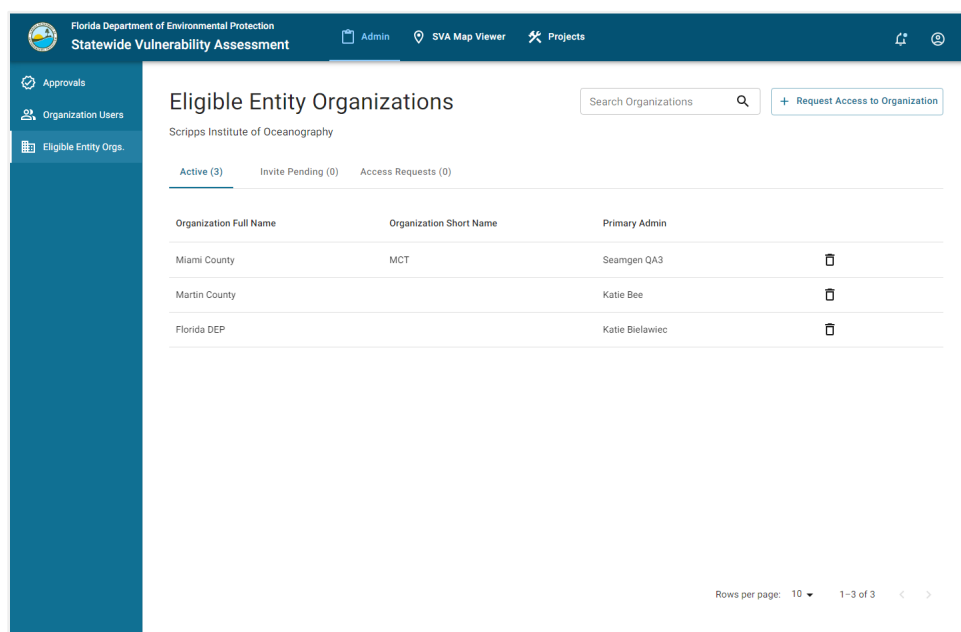 Florida Department of Environmental Protection
Statewide Vulnerability Assessment
Admin
SVA Map Viewer
Projects
Approvals
Organization Users
Eligible Entity Orgs.
Eligible Entity Organizations
Search Organizations
+ Request Access to Organization
Scripps Institute of Oceanography
Active (3) Invite Pending (0) Access Requests (0)
Organization Full Name Organization Short Name Primary Admin
Miami County MCT Seamgen QA3
Martin County Katie Bee
Florida DEP Katie Bielawiec
Rows per page: 10 1–3 of 3